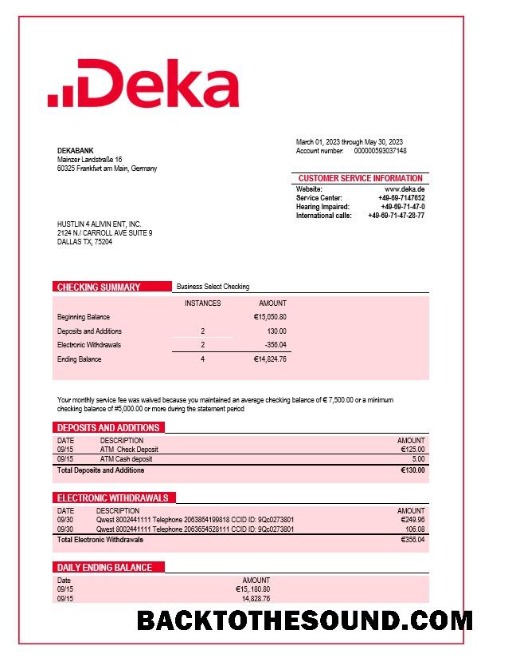 Deka
March 01, 2023 through May 30, 2023
Account number: 000000593037148
DEKABANK
Mainzer Landstraße 16
60325 Frankfurt am Main, Germany
CUSTOMER SERVICE INFORMATION
Website: www.deka.de
Service Center: +49-69-7147652
Hearing Impaired: +49-69-71-47-0
International calls: +49-69-71-47-28-77
HUSTLIN 4 ALIVIN ENT, INC.
2124 N./ CARROLL AVE SUITE 9
DALLAS TX, 75204
CHECKING SUMMARY Business Select Checking
INSTANCES AMOUNT
Beginning Balance €15,050.80
Deposits and Additions 2 130.00
Electronic Withdrawals 2 -356.04
Ending Balance 4 €14,824.76
Your monthly service fee was waived because you maintained an average checking balance of € 7,500.00 or a minimum
checking balance of #5,000.00 or more during the statement period
DEPOSITS AND ADDITIONS
DATE DESCRIPTION AMOUNT
09/15 ATM Check Deposit €125.00
09/15 ATM Cash deposit 5.00
Total Deposits and Additions €130.00
ELECTRONIC WITHDRAWALS
DATE DESCRIPTION AMOUNT
09/30 Qwest 8002441111 Telephone 2063864199818 CCID ID: 9Qc0273801 €249.96
09/30 Qwest 8002441111 Telephone 2063654528111 CCID ID: 9Qc0273801 106.08
Total Electronic Withdrawals €356.04
DAILY ENDING BALANCE
Date AMOUNT
09/15 €15, 180.80
09/15 14,828.76
BACKTOTHESOUND.COM